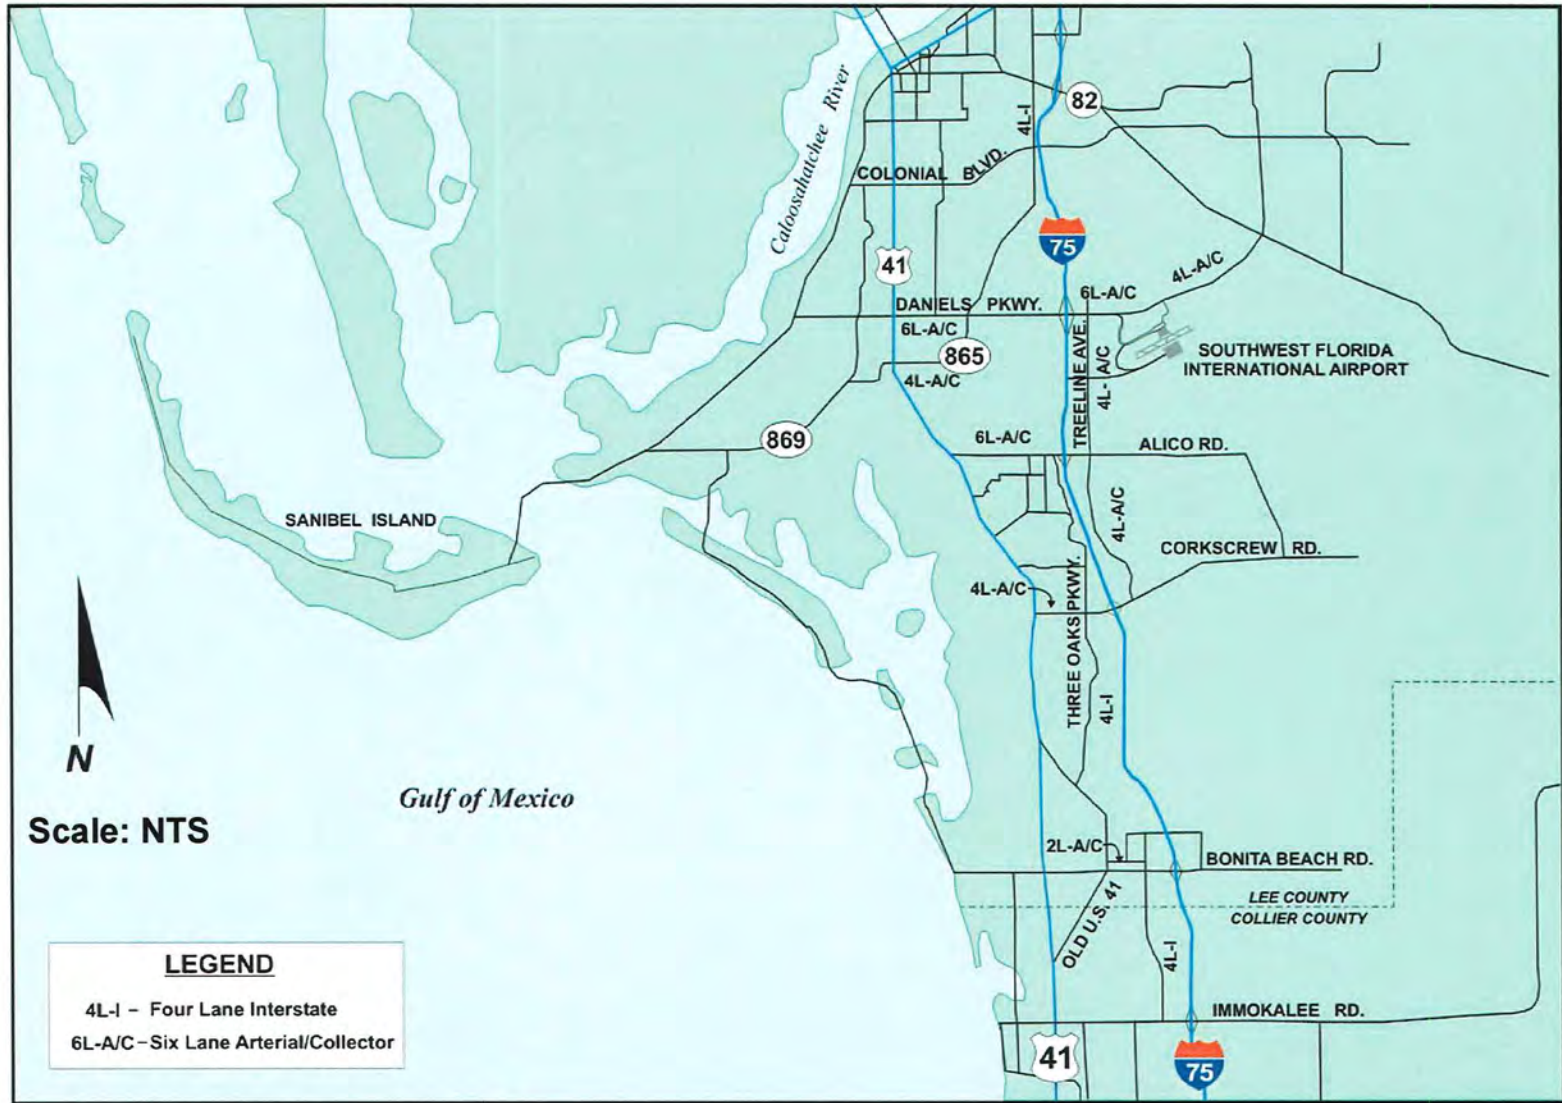 82
4L-I
Caloosahatchee River
COLONIAL BLVD.
75
41
4L-A/C
6L-A/C
DANIELS PKWY.
6L-A/C
865
4L-A/C
TREELINE AVE.
4L- A/C
SOUTHWEST FLORIDA
INTERNATIONAL AIRPORT
869
6L-A/C
ALICO RD.
4L-A/C
SANIBEL ISLAND
CORKSCREW RD.
4L-A/C
THREE OAKS PKWY.
4L-I
N
Gulf of Mexico
Scale: NTS
2L-A/C
BONITA BEACH RD.
OLD U.S. 41
LEE COUNTY
COLLIER COUNTY
4L-I
LEGEND
4L-I – Four Lane Interstate
6L-A/C–Six Lane Arterial/Collector
IMMOKALEE RD.
41
75